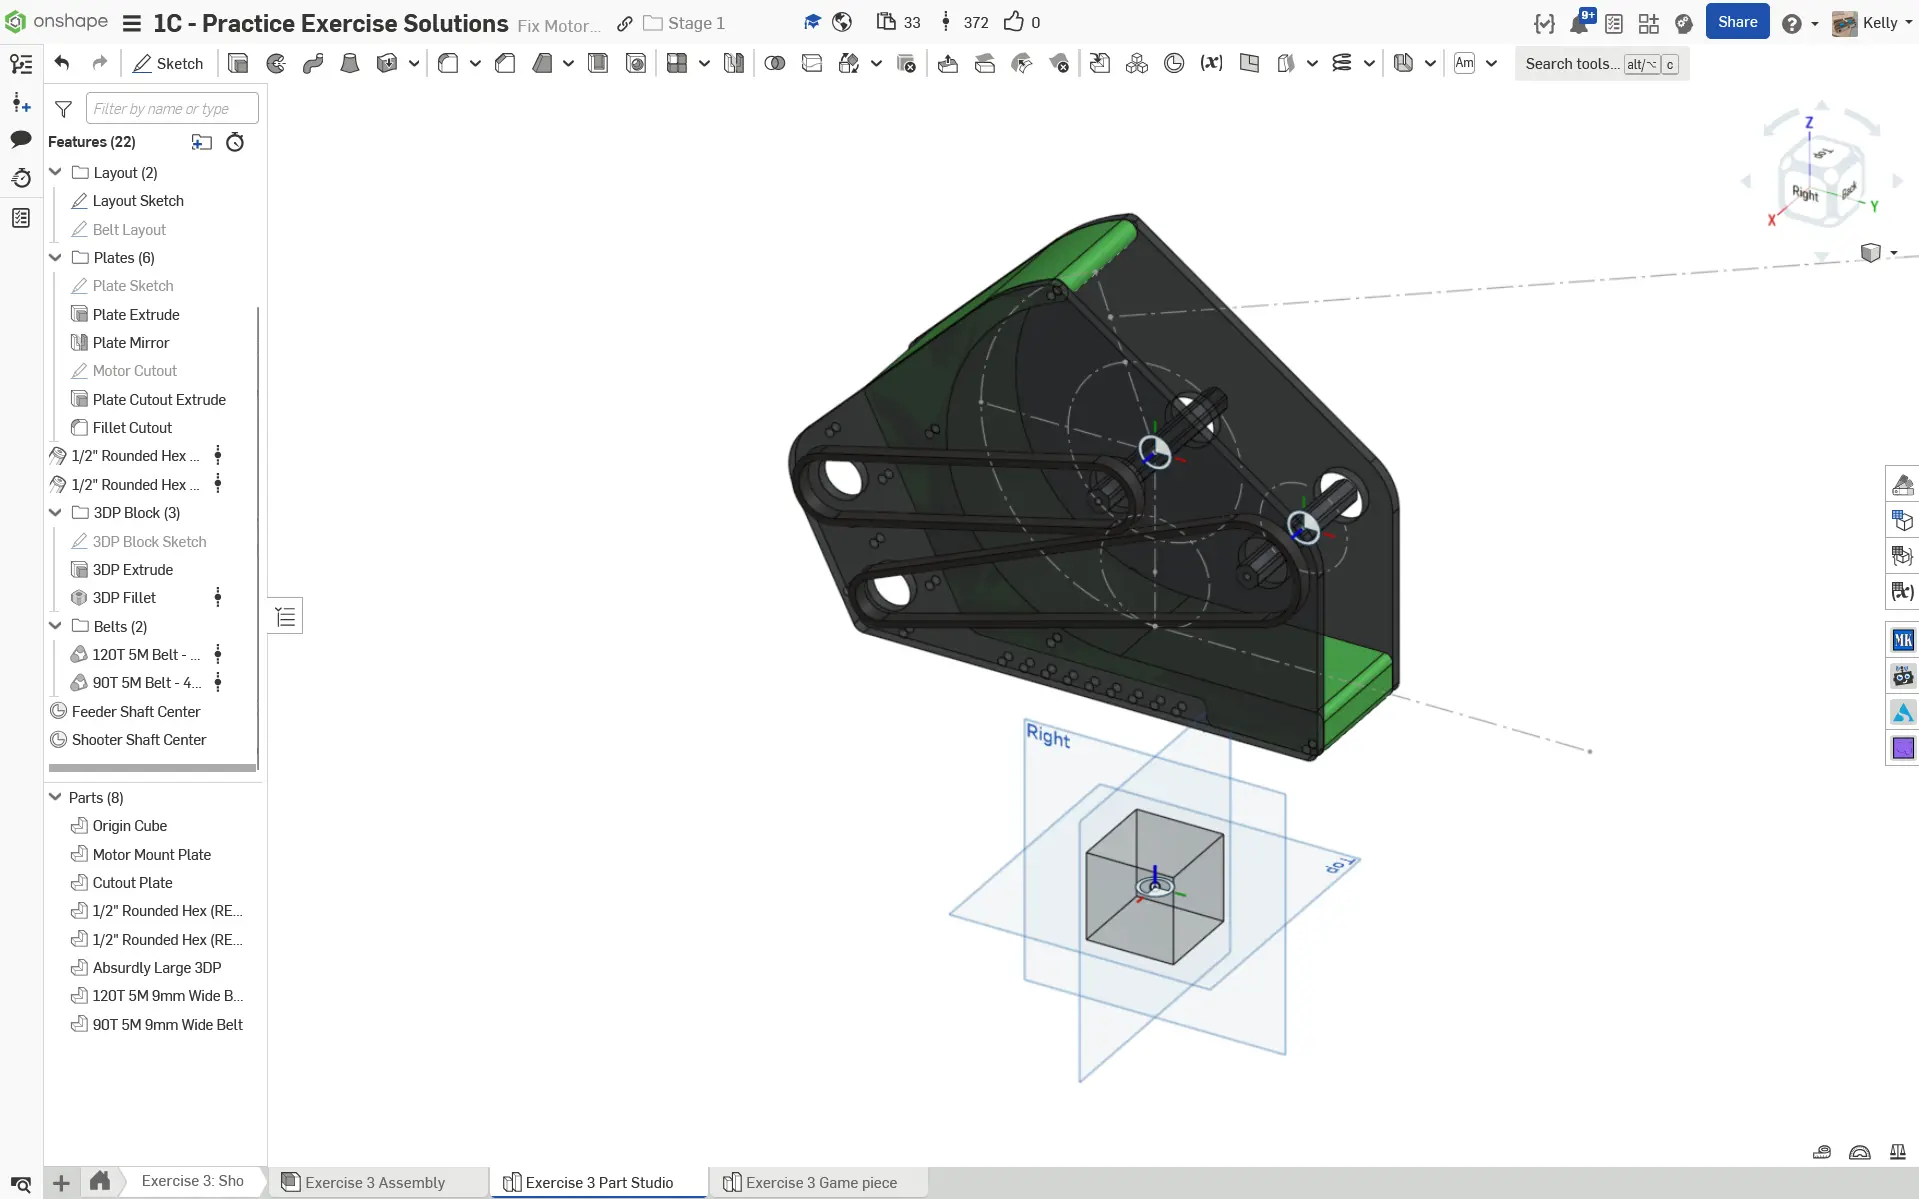 onshape
1C - Practice Exercise Solutions
Fix Motor...
Stage 1
33
372
0
9+
Share
Kelly
Sketch
Am
Search tools... alt/⌥ c
Filter by name or type
Features (22)
Layout (2)
Layout Sketch
Belt Layout
Plates (6)
Plate Sketch
Plate Extrude
Plate Mirror
Motor Cutout
Plate Cutout Extrude
Fillet Cutout
1/2" Rounded Hex ...
1/2" Rounded Hex ...
3DP Block (3)
3DP Block Sketch
3DP Extrude
3DP Fillet
Belts (2)
120T 5M Belt - ...
90T 5M Belt - 4...
Feeder Shaft Center
Shooter Shaft Center
Parts (8)
Origin Cube
Motor Mount Plate
Cutout Plate
1/2" Rounded Hex (RE...
1/2" Rounded Hex (RE...
Absurdly Large 3DP
120T 5M 9mm Wide B...
90T 5M 9mm Wide Belt
Z
Top
Right
Back
X
Y
Right
Top
MK
Exercise 3: Sho
Exercise 3 Assembly
Exercise 3 Part Studio
Exercise 3 Game piece